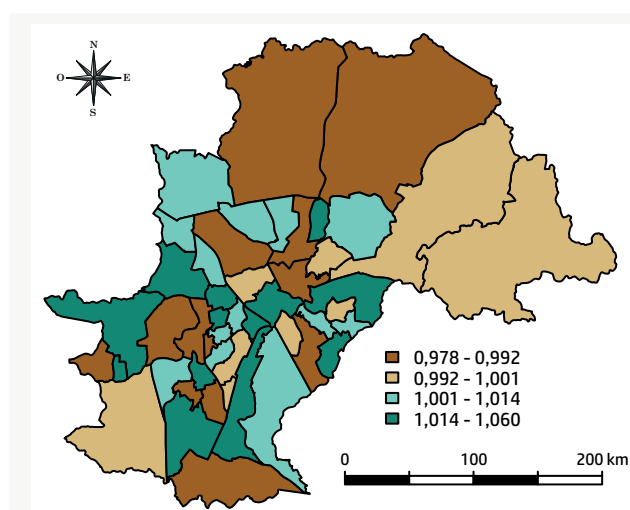 N
O E
S
0,978 - 0,992
0,992 - 1,001
1,001 - 1,014
1,014 - 1,060
0 100 200 km